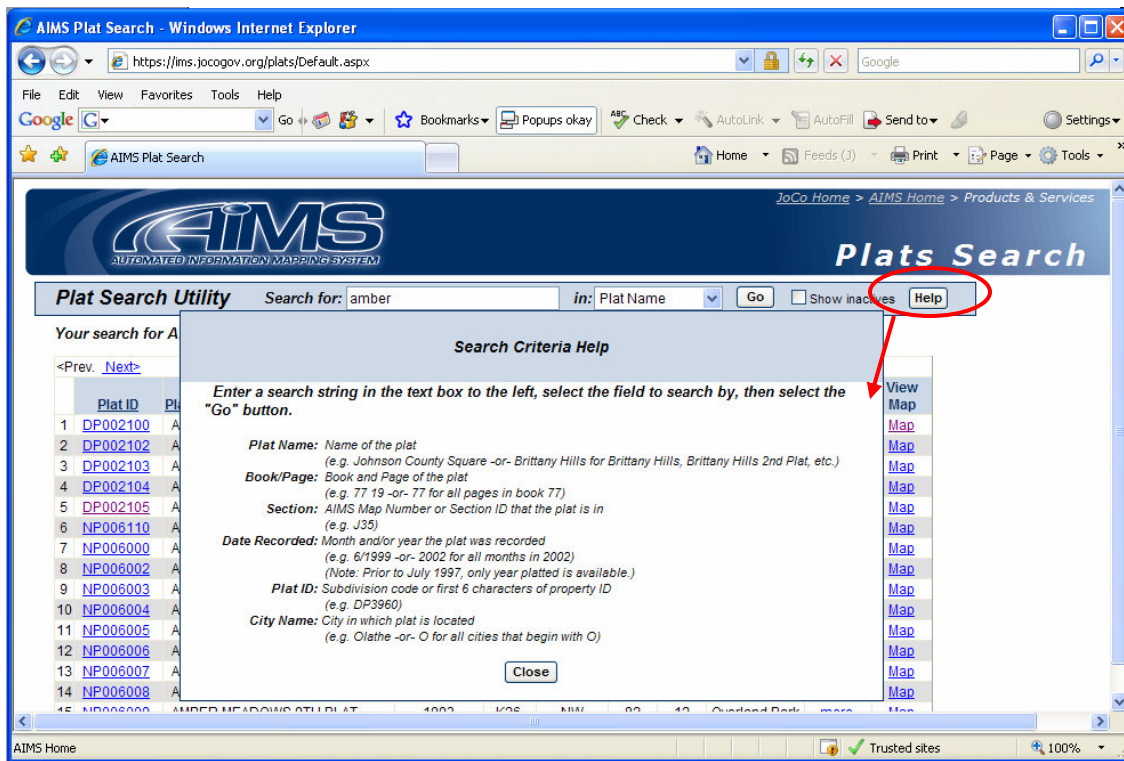 AIMS Plat Search - Windows Internet Explorer
https://ims.jocogov.org/plats/Default.aspx
Google
File Edit View Favorites Tools Help
Google G Go Bookmarks Popups okay ABC Check AutoLink AutoFill Send to Settings
AIMS Plat Search Home Feeds (J) Print Page Tools »
JoCo Home > AIMS Home > Products & Services
AIMS
AUTOMATED INFORMATION MAPPING SYSTEM
Plats Search
Plat Search Utility Search for: amber in: Plat Name Go Show inactives Help
Your search for A
Search Criteria Help
<Prev. Next>
Enter a search string in the text box to the left, select the field to search by, then select the
"Go" button.
Plat ID Pla View
Map
1 DP002100 A Map
2 DP002102 A Map
3 DP002103 A Map
4 DP002104 A Map
5 DP002105 A Map
6 NP006110 A Map
7 NP006000 A Map
8 NP006002 A Map
9 NP006003 A Map
10 NP006004 A Map
11 NP006005 A Map
12 NP006006 A Map
13 NP006007 A Map
14 NP006008 A Map
Plat Name: Name of the plat
(e.g. Johnson County Square -or- Brittany Hills for Brittany Hills, Brittany Hills 2nd Plat, etc.)
Book/Page: Book and Page of the plat
(e.g. 77 19 -or- 77 for all pages in book 77)
Section: AIMS Map Number or Section ID that the plat is in
(e.g. J35)
Date Recorded: Month and/or year the plat was recorded
(e.g. 6/1999 -or- 2002 for all months in 2002)
(Note: Prior to July 1997, only year platted is available.)
Plat ID: Subdivision code or first 6 characters of property ID
(e.g. DP3960)
City Name: City in which plat is located
(e.g. Olathe -or- O for all cities that begin with O)
Close
15 AMBER MEADOWS 9TH PLAT NW Overland Park more Map
AIMS Home Trusted sites 100%